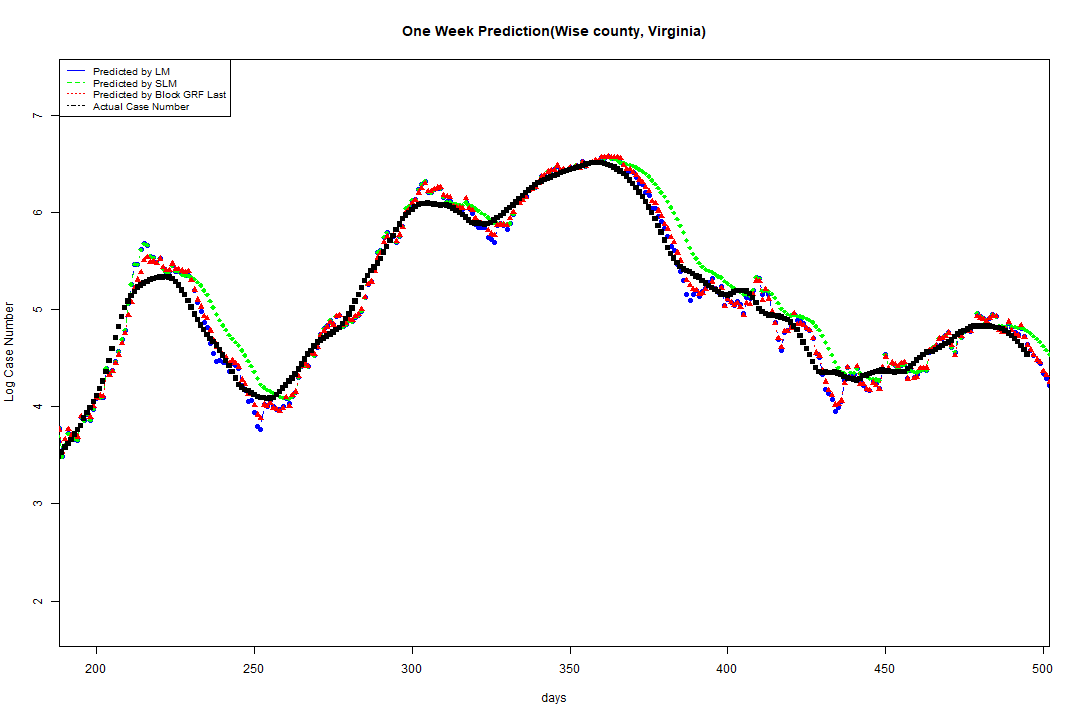 One Week Prediction(Wise county, Virginia)
Predicted by LM
Predicted by SLM
Predicted by Block GRF Last
Actual Case Number
Log Case Number
7
6
5
4
3
2
200 250 300 350 400 450 500
days